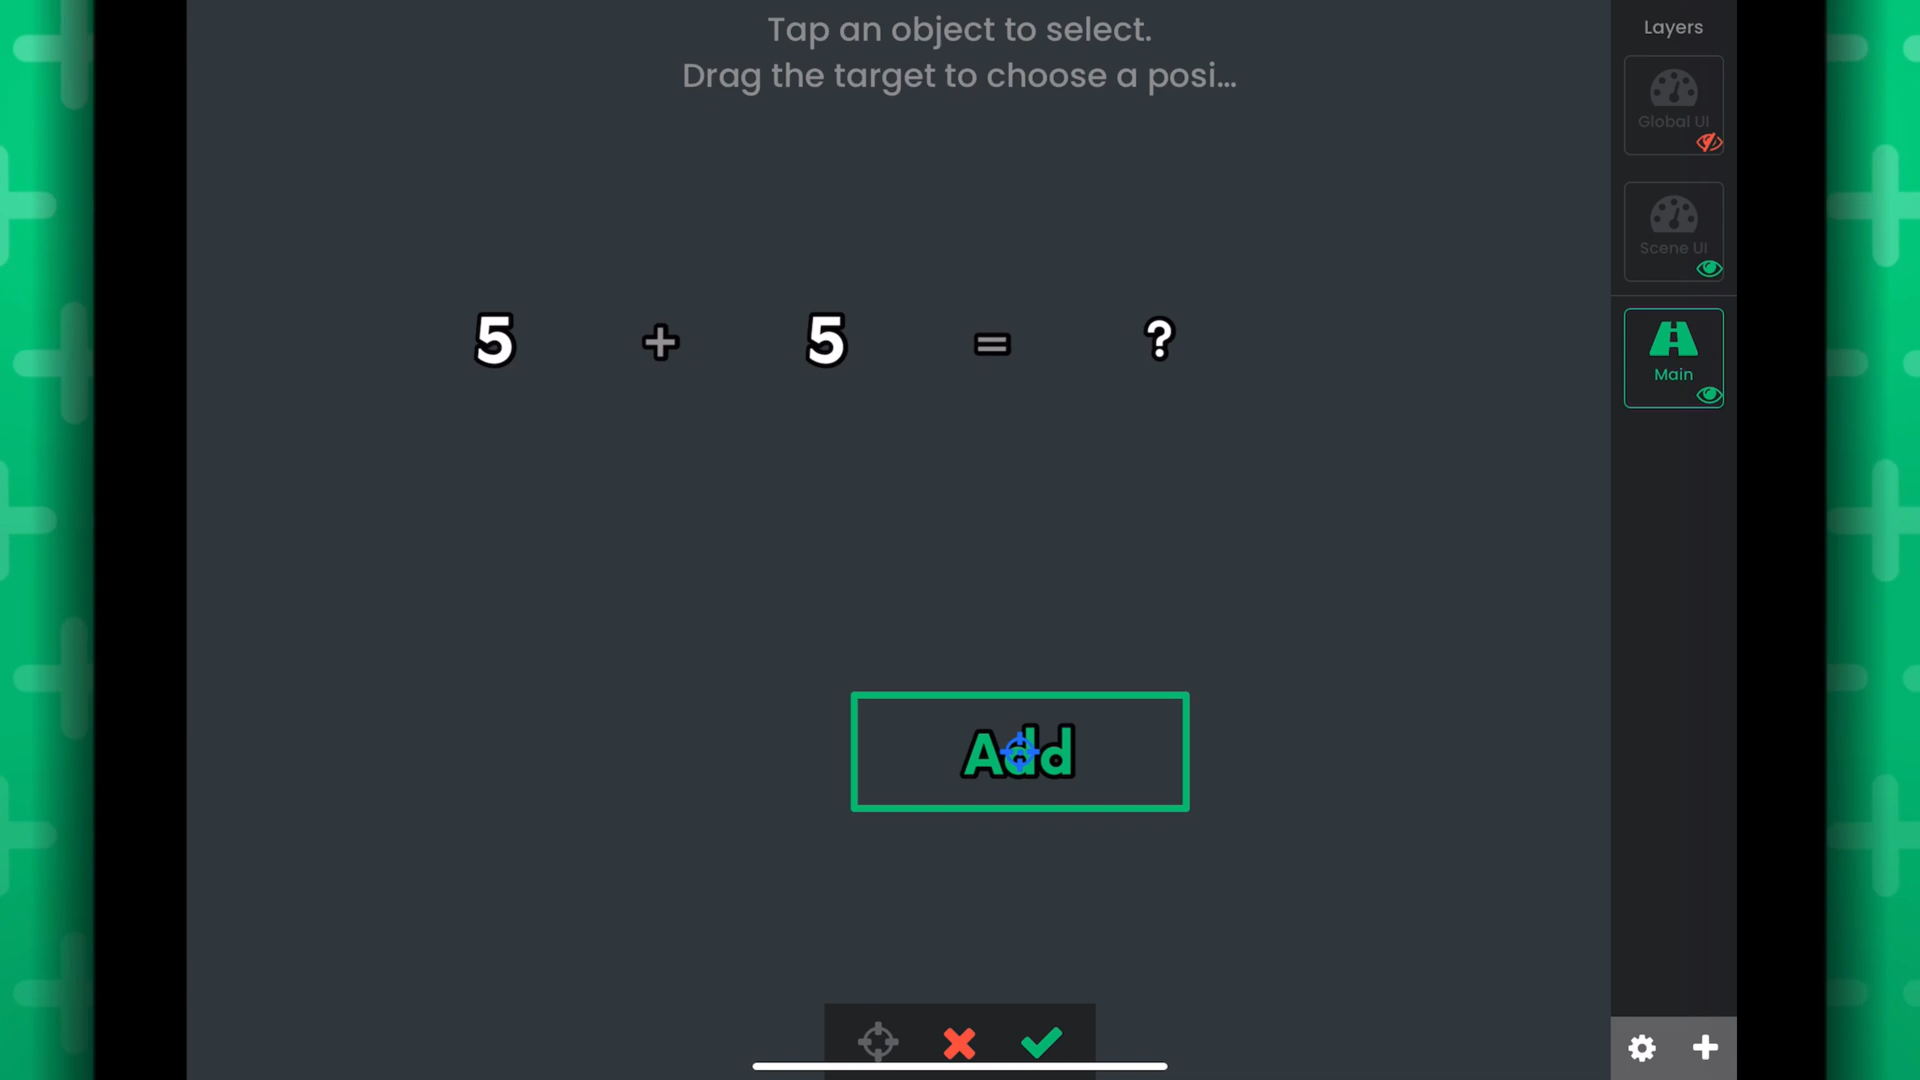 Tap an object to select.
Drag the target to choose a posi...
Layers
Global UI
Scene UI
Main
5 + 5 = ?
Add